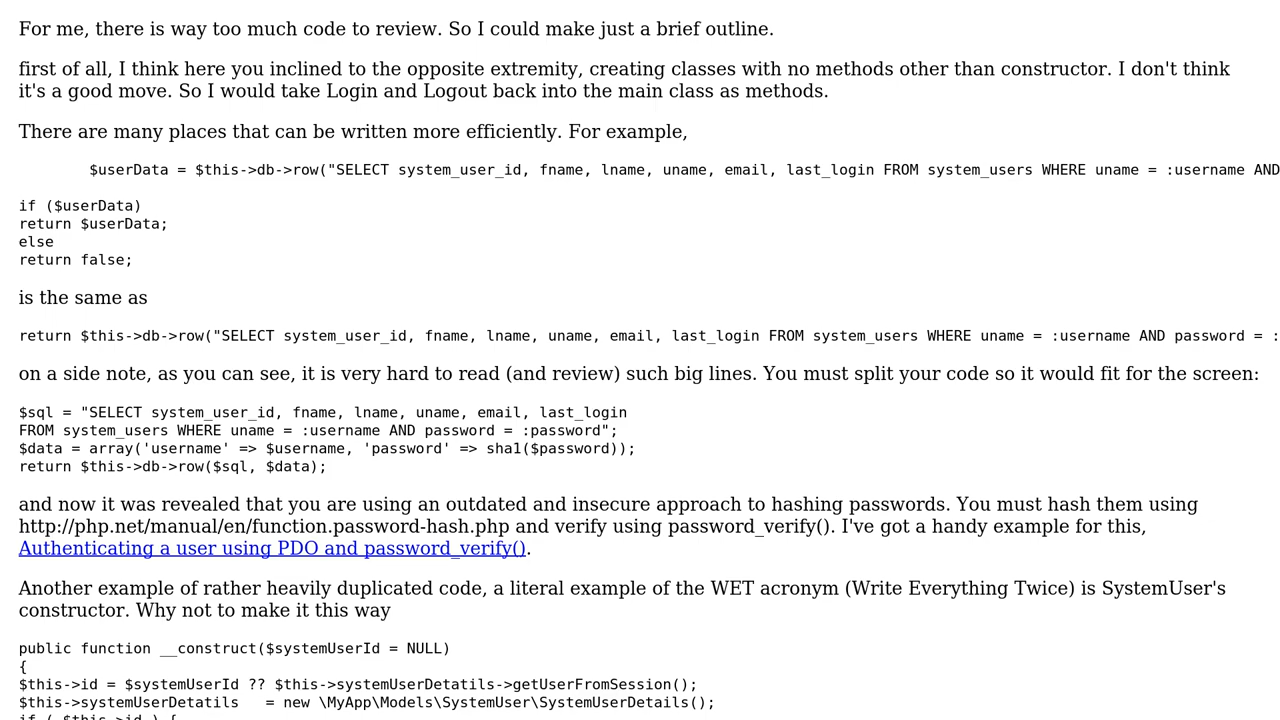 For me, there is way too much code to review. So I could make just a brief outline.
first of all, I think here you inclined to the opposite extremity, creating classes with no methods other than constructor. I don't think
it's a good move. So I would take Login and Logout back into the main class as methods.
There are many places that can be written more efficiently. For example,
$userData = $this->db->row("SELECT system_user_id, fname, lname, uname, email, last_login FROM system_users WHERE uname = :username AND
if ($userData)
return $userData;
else
return false;
is the same as
return $this->db->row("SELECT system_user_id, fname, lname, uname, email, last_login FROM system_users WHERE uname = :username AND password = :
on a side note, as you can see, it is very hard to read (and review) such big lines. You must split your code so it would fit for the screen:
$sql = "SELECT system_user_id, fname, lname, uname, email, last_login
FROM system_users WHERE uname = :username AND password = :password";
$data = array('username' => $username, 'password' => sha1($password));
return $this->db->row($sql, $data);
and now it was revealed that you are using an outdated and insecure approach to hashing passwords. You must hash them using
http://php.net/manual/en/function.password-hash.php and verify using password_verify(). I've got a handy example for this,
Authenticating a user using PDO and password_verify().
Another example of rather heavily duplicated code, a literal example of the WET acronym (Write Everything Twice) is SystemUser's
constructor. Why not to make it this way
public function __construct($systemUserId = NULL)
{
$this->id = $systemUserId ?? $this->systemUserDetatils->getUserFromSession();
$this->systemUserDetatils   = new \MyApp\Models\SystemUser\SystemUserDetails();
if ( $this->id ) {